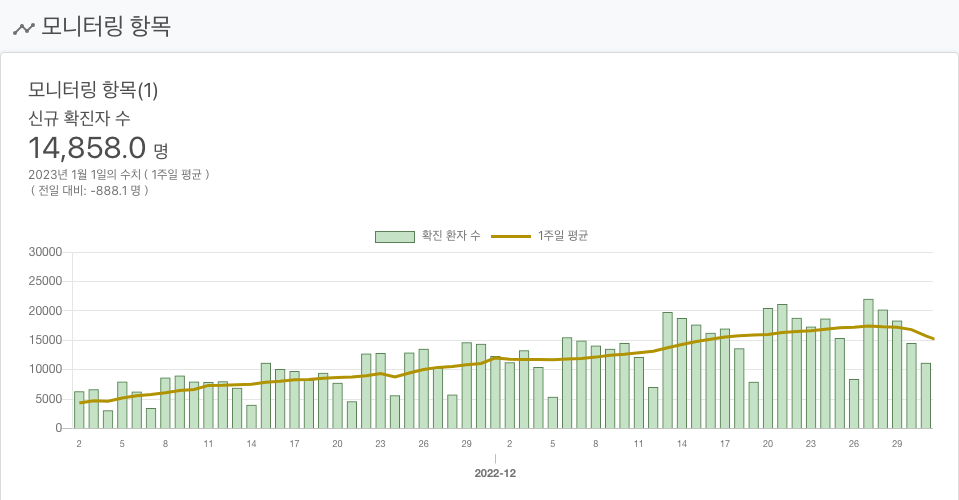 모니터링 항목
모니터링 항목(1)
신규 확진자 수
14,858.0 명
2023년 1월 1일의 수치 ( 1주일 평균 )
( 전일 대비: -888.1 명 )
확진 환자 수 1주일 평균
30000
25000
20000
15000
10000
5000
0
2 5 8 11 14 17 20 23 26 29 2 5 8 11 14 17 20 23 26 29
2022-12